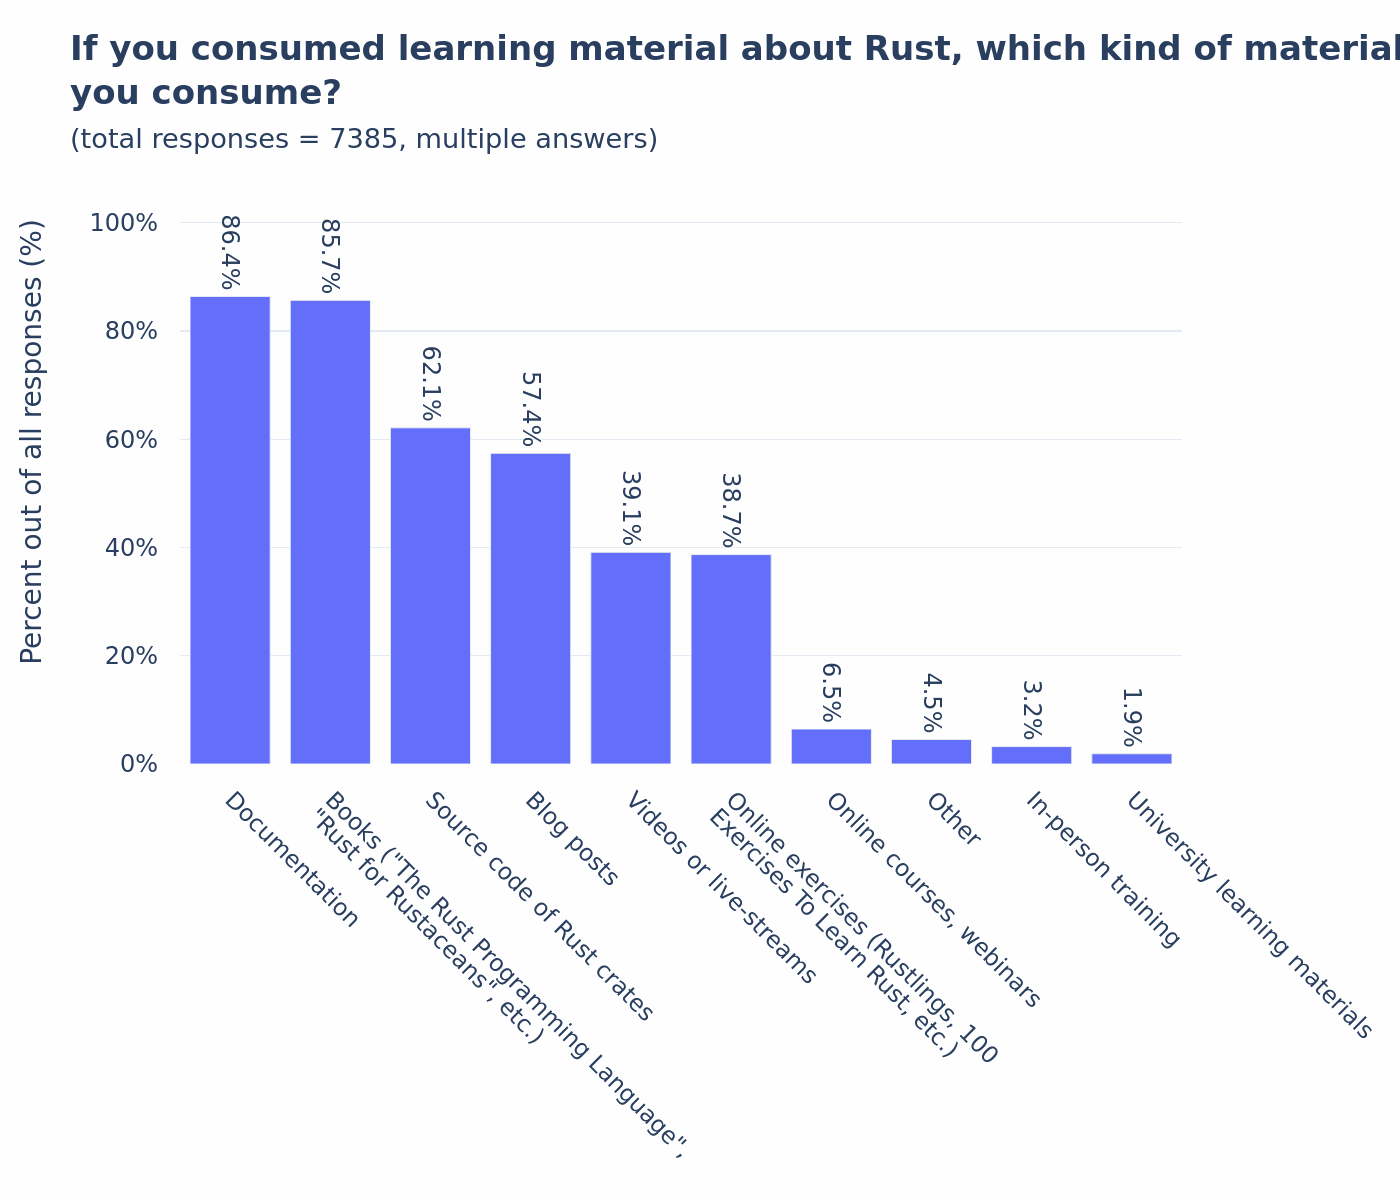 If you consumed learning material about Rust, which kind of material
you consume?
(total responses = 7385, multiple answers)
Percent out of all responses (%)
100%
80%
60%
40%
20%
0%
86.4%
85.7%
62.1%
57.4%
39.1%
38.7%
6.5%
4.5%
3.2%
1.9%
Documentation
Books ("The Rust Programming Language",
"Rust for Rustaceans", etc.)
Source code of Rust crates
Blog posts
Videos or live-streams
Online exercises (Rustlings, 100
Exercises To Learn Rust, etc.)
Online courses, webinars
Other
In-person training
University learning materials